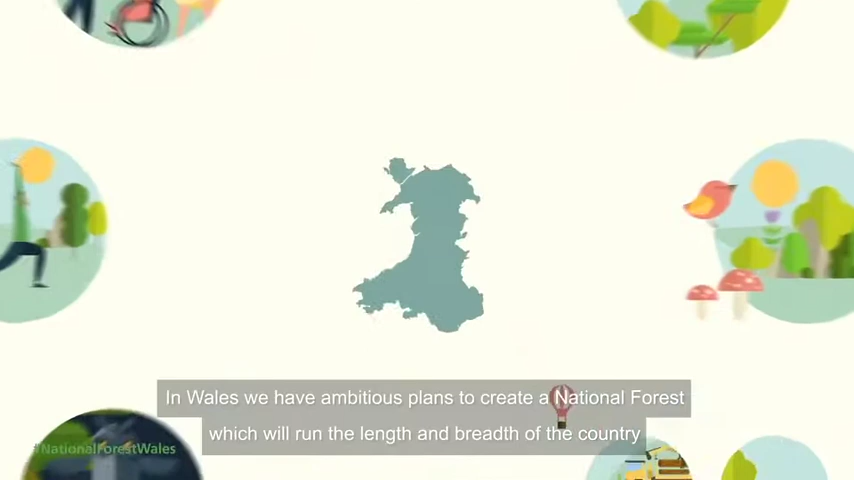 In Wales we have ambitious plans to create a National Forest
which will run the length and breadth of the country
#NationalForestWales